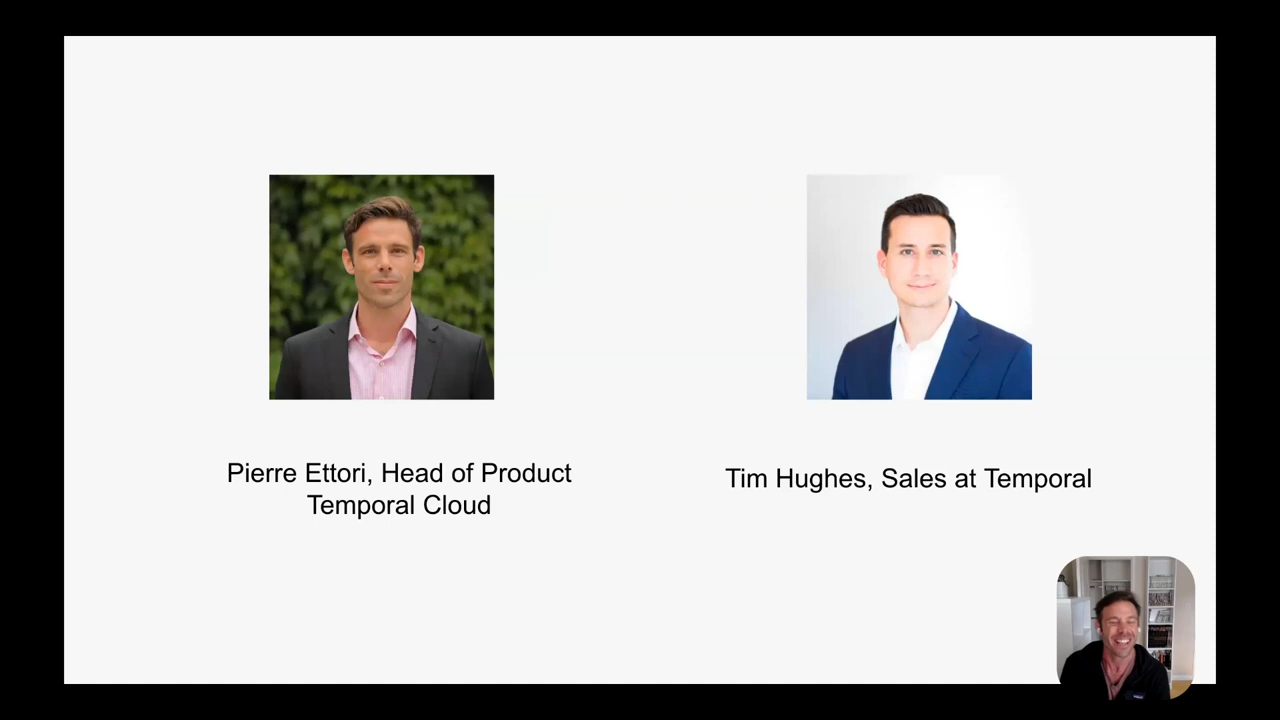 Pierre Ettori, Head of Product
Temporal Cloud
Tim Hughes, Sales at Temporal